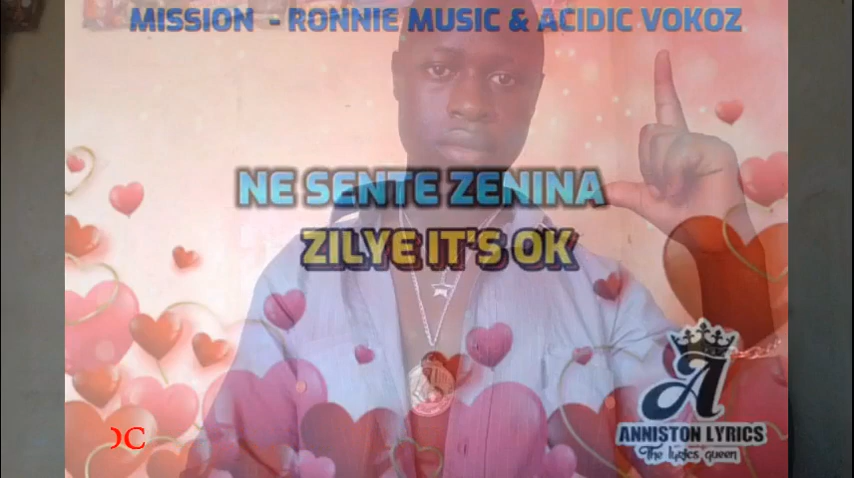 MISSION - RONNIE MUSIC & ACIDIC VOKOZ
NE SENTE ZENINA
ZILYE IT'S OK
A
ANNISTON LYRICS
The lyrics queen